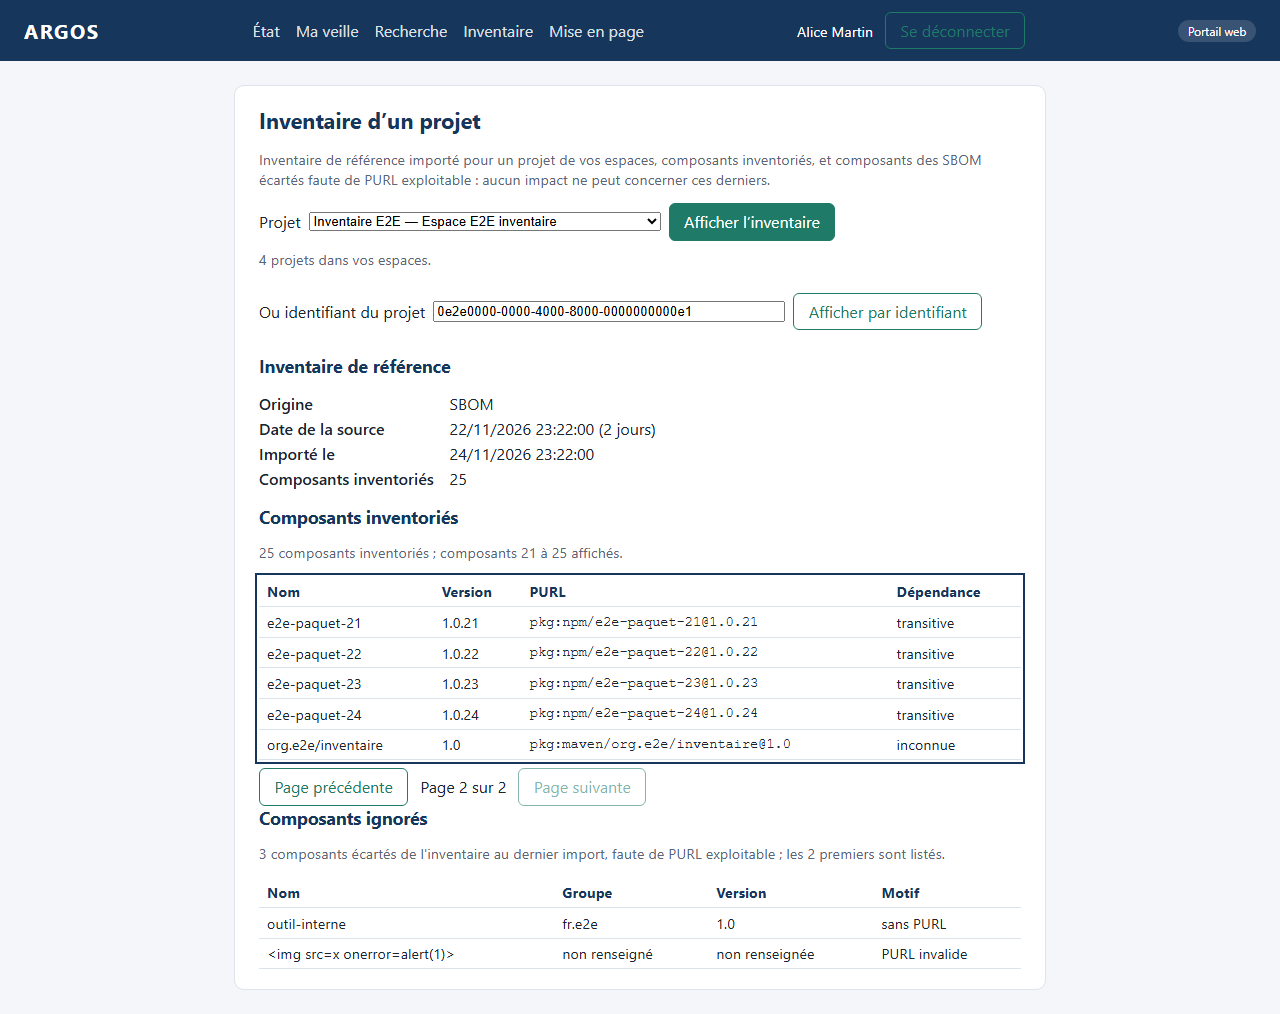 ARGOS
État Ma veille Recherche Inventaire Mise en page
Alice Martin
Se déconnecter
Portail web
Inventaire d’un projet
Inventaire de référence importé pour un projet de vos espaces, composants inventoriés, et composants des SBOM
écartés faute de PURL exploitable : aucun impact ne peut concerner ces derniers.
Projet Inventaire E2E — Espace E2E inventaire Afficher l’inventaire
4 projets dans vos espaces.
Ou identifiant du projet 0e2e0000-0000-4000-8000-0000000000e1 Afficher par identifiant
Inventaire de référence
Origine SBOM
Date de la source 22/11/2026 23:22:00 (2 jours)
Importé le 24/11/2026 23:22:00
Composants inventoriés 25
Composants inventoriés
25 composants inventoriés ; composants 21 à 25 affichés.
Nom Version PURL Dépendance
e2e-paquet-21 1.0.21 pkg:npm/e2e-paquet-21@1.0.21 transitive
e2e-paquet-22 1.0.22 pkg:npm/e2e-paquet-22@1.0.22 transitive
e2e-paquet-23 1.0.23 pkg:npm/e2e-paquet-23@1.0.23 transitive
e2e-paquet-24 1.0.24 pkg:npm/e2e-paquet-24@1.0.24 transitive
org.e2e/inventaire 1.0 pkg:maven/org.e2e/inventaire@1.0 inconnue
Page précédente Page 2 sur 2 Page suivante
Composants ignorés
3 composants écartés de l'inventaire au dernier import, faute de PURL exploitable ; les 2 premiers sont listés.
Nom Groupe Version Motif
outil-interne fr.e2e 1.0 sans PURL
<img src=x onerror=alert(1)> non renseigné non renseignée PURL invalide